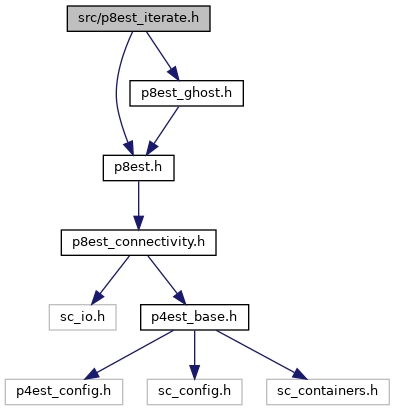 src/p8est_iterate.h
p8est_ghost.h
p8est.h
p8est_connectivity.h
sc_io.h
p4est_base.h
p4est_config.h
sc_config.h
sc_containers.h